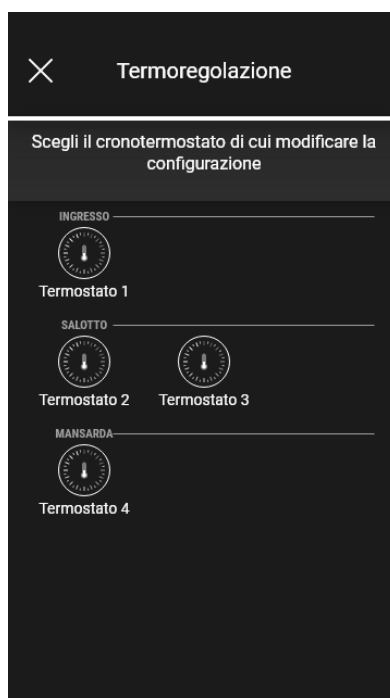 Termoregolazione
Scegli il cronotermostato di cui modificare la
configurazione
INGRESSO
Termostato 1
SALOTTO
Termostato 2 Termostato 3
MANSARDA
Termostato 4